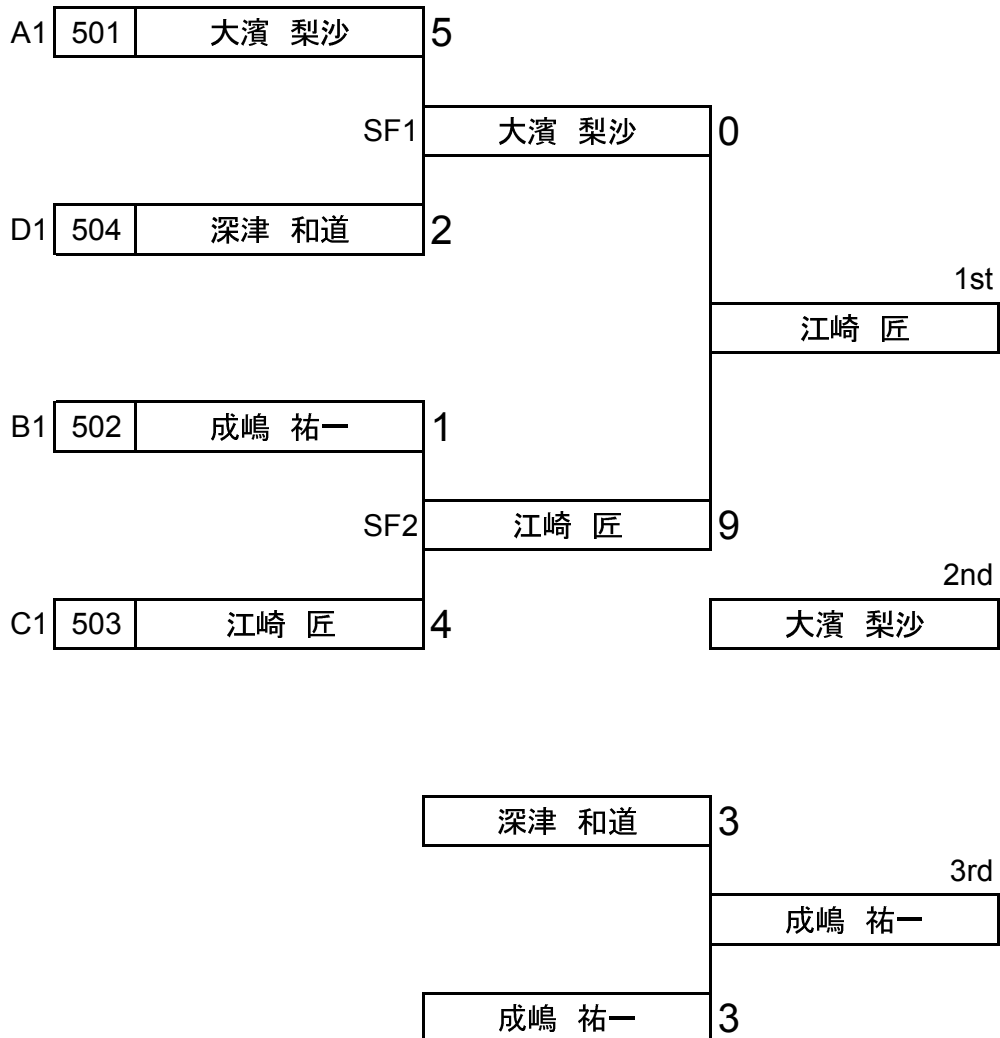 A1 501 大濱 梨沙 5
SF1 大濱 梨沙 0
D1 504 深津 和道 2
1st
江崎 匠
B1 502 成嶋 祐一 1
SF2 江崎 匠 9
2nd
C1 503 江崎 匠 4 大濱 梨沙
深津 和道 3
3rd
成嶋 祐一
成嶋 祐一 3